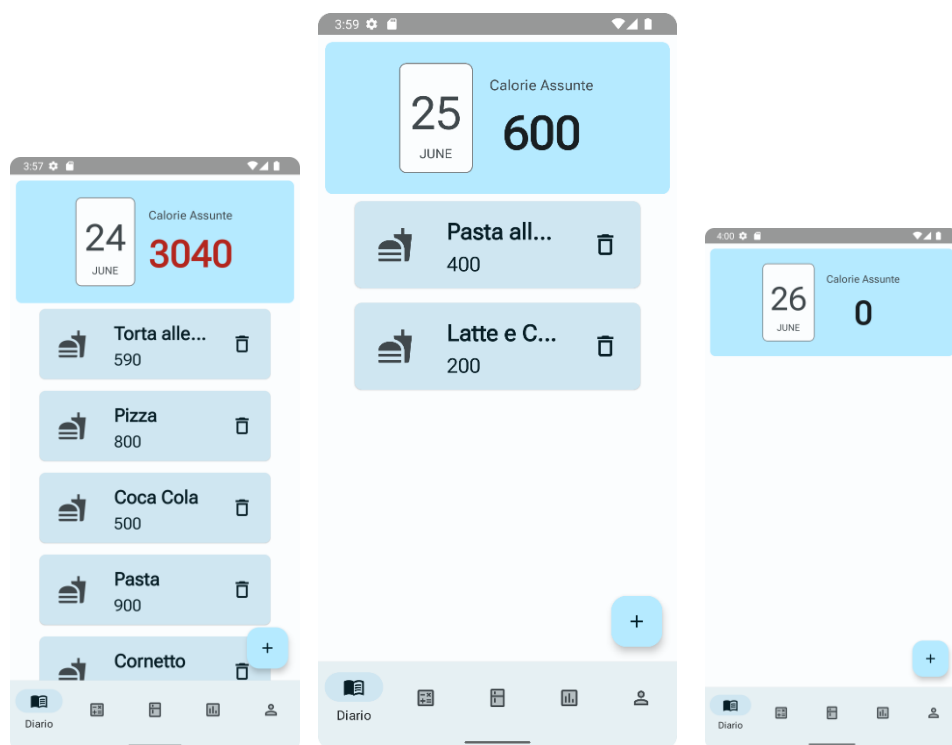 3:57
24
JUNE
Calorie Assunte
3040
Torta alle...
590
Pizza
800
Coca Cola
500
Pasta
900
Cornetto
+
Diario
3:59
25
JUNE
Calorie Assunte
600
Pasta all...
400
Latte e C...
200
+
Diario
4:00
26
JUNE
Calorie Assunte
0
+
Diario